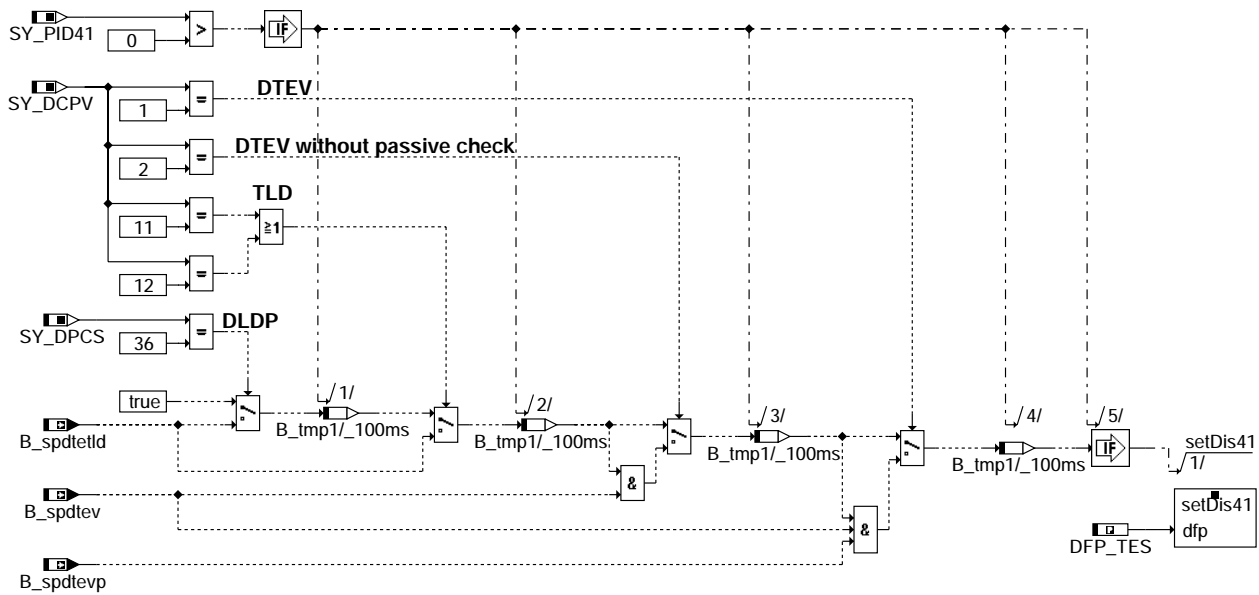 SY_PID41
0
>
IF
SY_DCPV
1
=
DTEV
2
=
DTEV without passive check
11
=
TLD
≧1
12
=
SY_DPCS
36
=
DLDP
true
1/
B_tmp1/_100ms
2/
B_tmp1/_100ms
3/
B_tmp1/_100ms
4/
B_tmp1/_100ms
5/
IF
setDis41
1/
B_spdtetld
&
B_spdtev
&
B_spdtevp
setDis41
dfp
DFP_TES